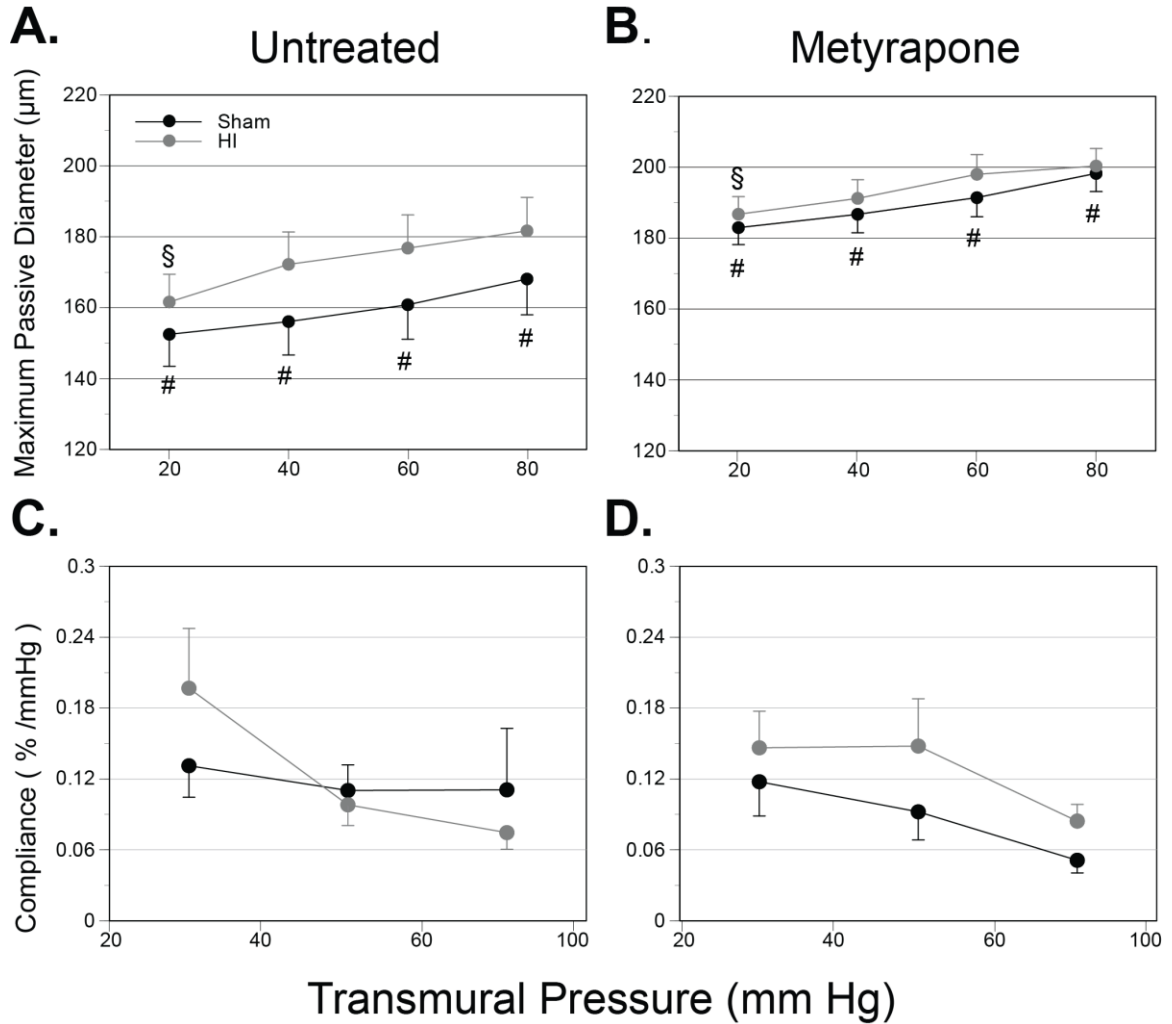 A.
Untreated
B.
Metyrapone
Maximum Passive Diameter (µm)
220
200
180
160
140
120
Sham
HI
§
# # # #
20 40 60 80
220
200
180
160
140
120
§
# # # #
20 40 60 80
C.
D.
Compliance ( % /mmHg)
0.3
0.24
0.18
0.12
0.06
0
20 40 60 100
0.3
0.24
0.18
0.12
0.06
0
20 40 60 100
Transmural Pressure (mm Hg)